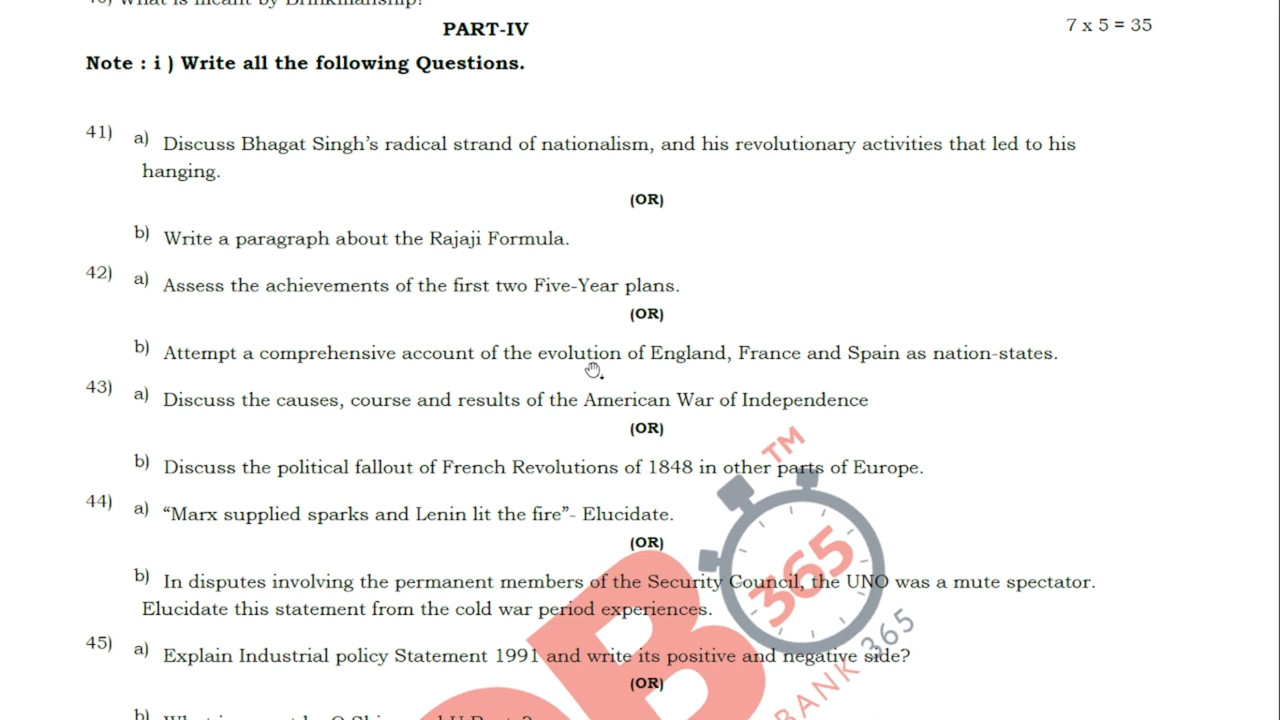 PART-IV
7 x 5 = 35
Note : i ) Write all the following Questions.
41) a) Discuss Bhagat Singh’s radical strand of nationalism, and his revolutionary activities that led to his
hanging.
(OR)
b) Write a paragraph about the Rajaji Formula.
42) a) Assess the achievements of the first two Five-Year plans.
(OR)
b) Attempt a comprehensive account of the evolution of England, France and Spain as nation-states.
43) a) Discuss the causes, course and results of the American War of Independence
(OR)
b) Discuss the political fallout of French Revolutions of 1848 in other parts of Europe.
44) a) “Marx supplied sparks and Lenin lit the fire”- Elucidate.
(OR)
b) In disputes involving the permanent members of the Security Council, the UNO was a mute spectator.
Elucidate this statement from the cold war period experiences.
45) a) Explain Industrial policy Statement 1991 and write its positive and negative side?
(OR)
b)
TM
365
B
BANK 365